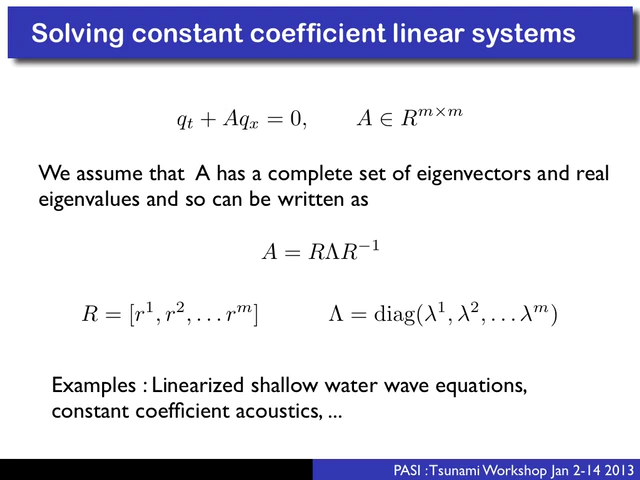 Solving constant coefficient linear systems
q_t + Aq_x = 0, A ∈ R^{m×m}
We assume that A has a complete set of eigenvectors and real
eigenvalues and so can be written as
A = RΛR^{−1}
R = [r^1, r^2, . . . r^m] Λ = diag(λ^1, λ^2, . . . λ^m)
Examples : Linearized shallow water wave equations,
constant coefficient acoustics, ...
PASI : Tsunami Workshop Jan 2-14 2013